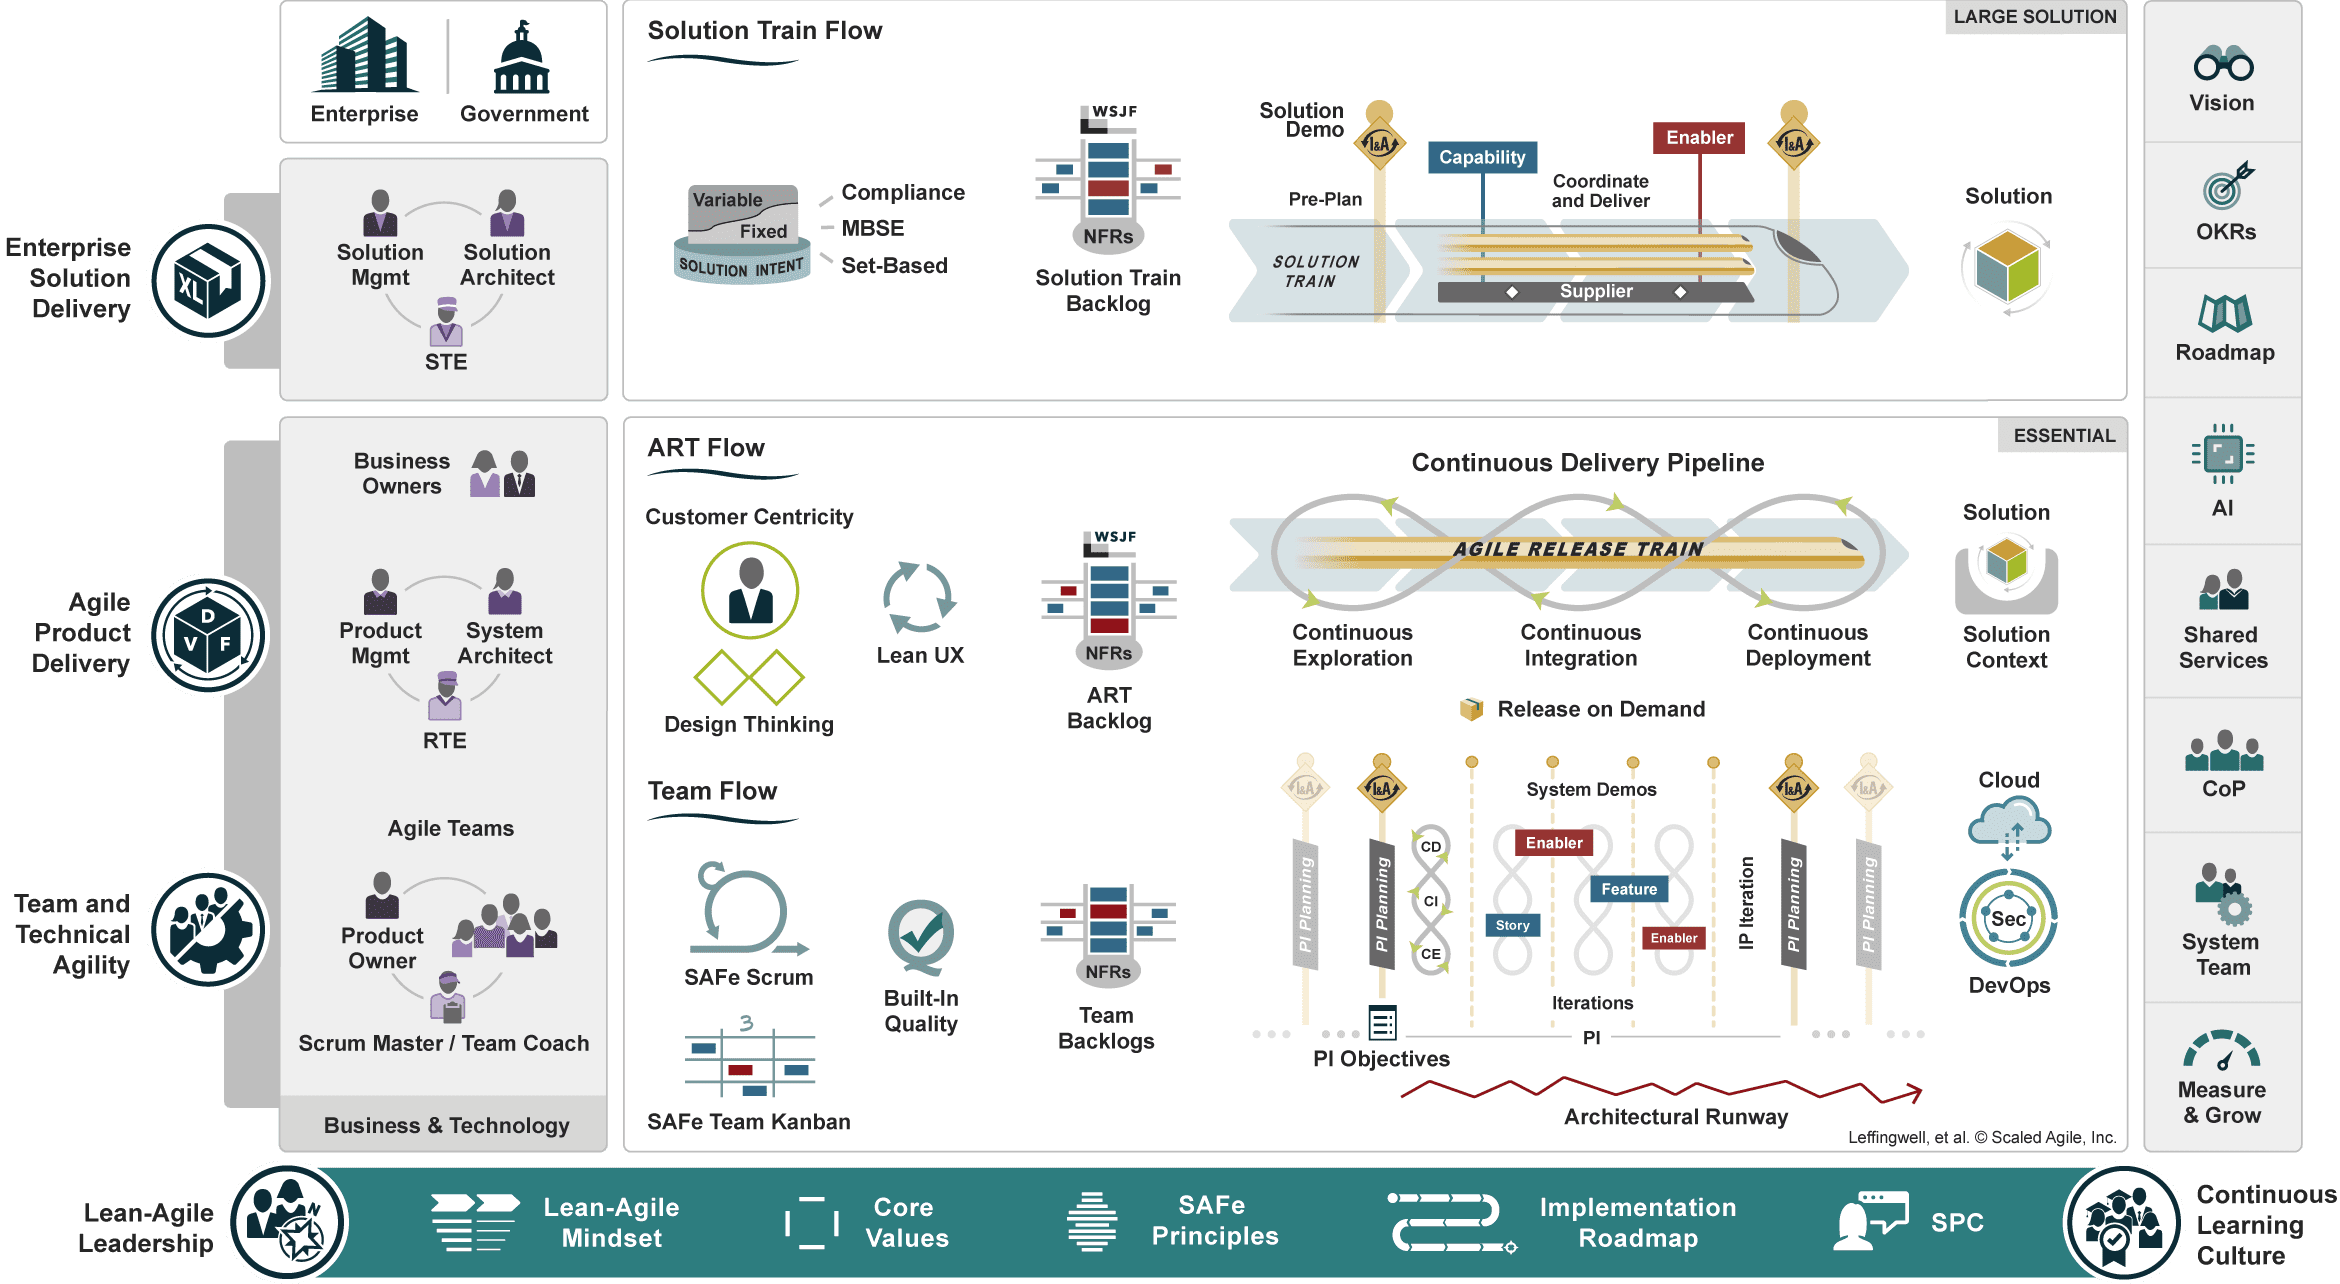 Enterprise
Government
Enterprise
Solution
Delivery
XL
Solution
Mgmt
Solution
Architect
STE
LARGE SOLUTION
Solution Train Flow
Variable
Fixed
SOLUTION INTENT
Compliance
MBSE
Set-Based
WSJF
NFRs
Solution Train
Backlog
Solution
Demo
I&A
Pre-Plan
Capability
Coordinate
and Deliver
Enabler
I&A
SOLUTION
TRAIN
Supplier
Solution
Agile
Product
Delivery
D
V
F
Team and
Technical
Agility
Business
Owners
Product
Mgmt
System
Architect
RTE
Agile Teams
Product
Owner
Scrum Master / Team Coach
Business & Technology
ESSENTIAL
ART Flow
Customer Centricity
Design Thinking
Lean UX
WSJF
NFRs
ART
Backlog
Continuous Delivery Pipeline
AGILE RELEASE TRAIN
Continuous
Exploration
Continuous
Integration
Continuous
Deployment
Release on Demand
Solution
Solution
Context
Team Flow
SAFe Scrum
3
SAFe Team Kanban
Built-In
Quality
NFRs
Team
Backlogs
I&A
I&A
System Demos
I&A
I&A
PI Planning
PI Planning
CD
CI
CE
Story
Enabler
Feature
Enabler
IP Iteration
PI Planning
PI Planning
Iterations
PI
PI Objectives
Architectural Runway
Cloud
Sec
DevOps
Leffingwell, et al. © Scaled Agile, Inc.
Vision
OKRs
Roadmap
AI
Shared
Services
CoP
System
Team
Measure
& Grow
Lean-Agile
Leadership
N
Lean-Agile
Mindset
Core
Values
SAFe
Principles
Implementation
Roadmap
SPC
Continuous
Learning
Culture